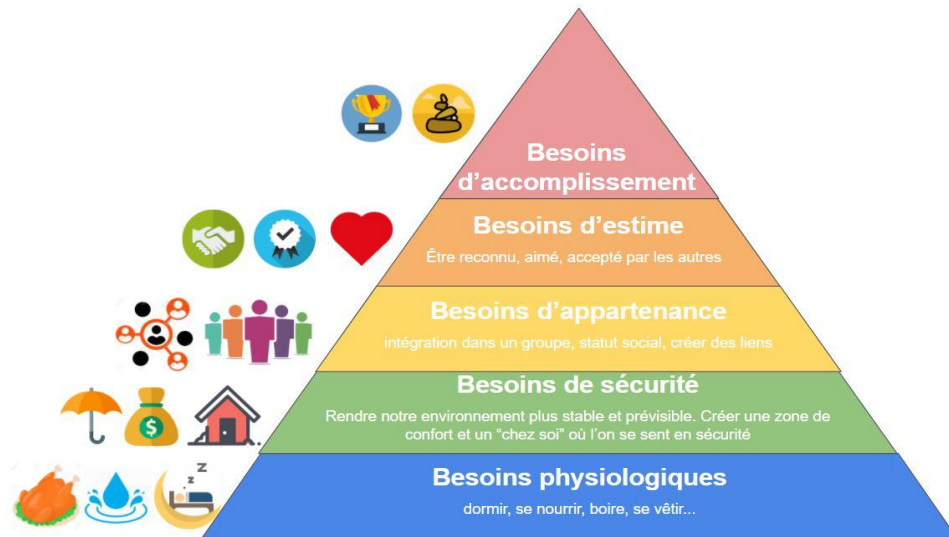 Besoins
d’accomplissement
Besoins d’estime
Être reconnu, aimé, accepté par les autres
Besoins d’appartenance
intégration dans un groupe, statut social, créer des liens
Besoins de sécurité
Rendre notre environnement plus stable et prévisible. Créer une zone de
confort et un “chez soi” où l’on se sent en sécurité
Z
z
z
Besoins physiologiques
dormir, se nourrir, boire, se vêtir...
$